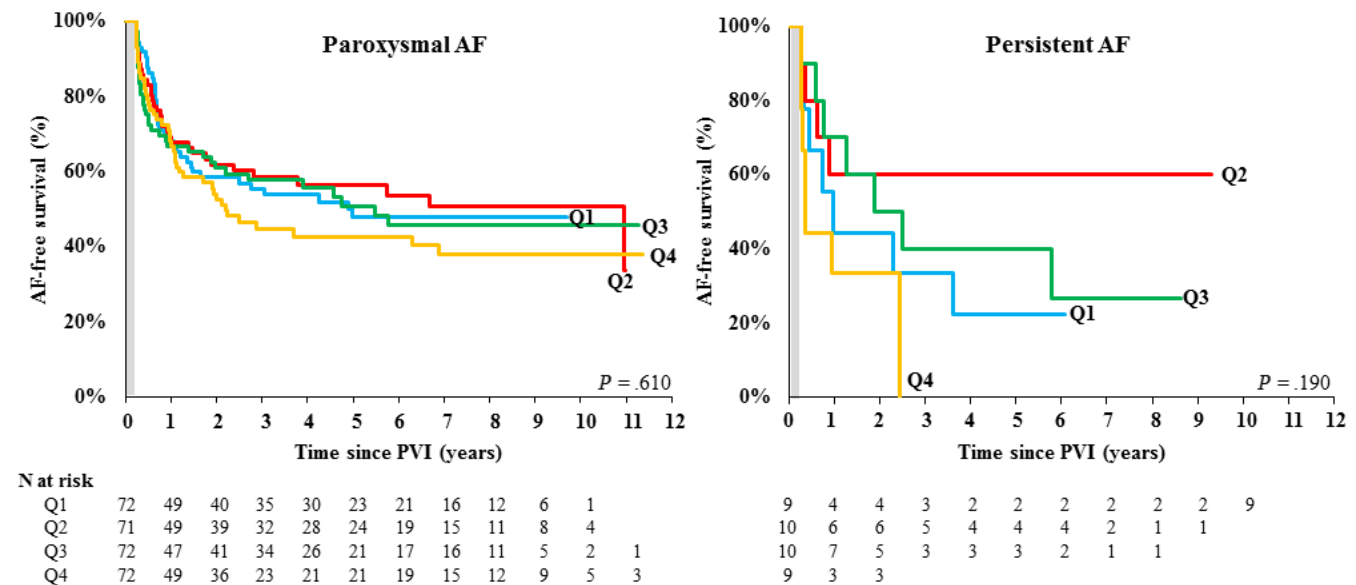 Paroxysmal AF
AF-free survival (%)
100%
80%
60%
40%
20%
0%
Q1
Q3
Q4
Q2
P = .610
0 1 2 3 4 5 6 7 8 9 10 11 12
Time since PVI (years)
Persistent AF
AF-free survival (%)
100%
80%
60%
40%
20%
0%
Q2
Q3
Q1
Q4
P = .190
0 1 2 3 4 5 6 7 8 9 10 11 12
Time since PVI (years)
N at risk
Q1 72 49 40 35 30 23 21 16 12 6 1 9 4 4 3 2 2 2 2 2 2 9
Q2 71 49 39 32 28 24 19 15 11 8 4 10 6 6 5 4 4 4 2 1 1
Q3 72 47 41 34 26 21 17 16 11 5 2 1 10 7 5 3 3 3 2 1 1
Q4 72 49 36 23 21 21 19 15 12 9 5 3 9 3 3